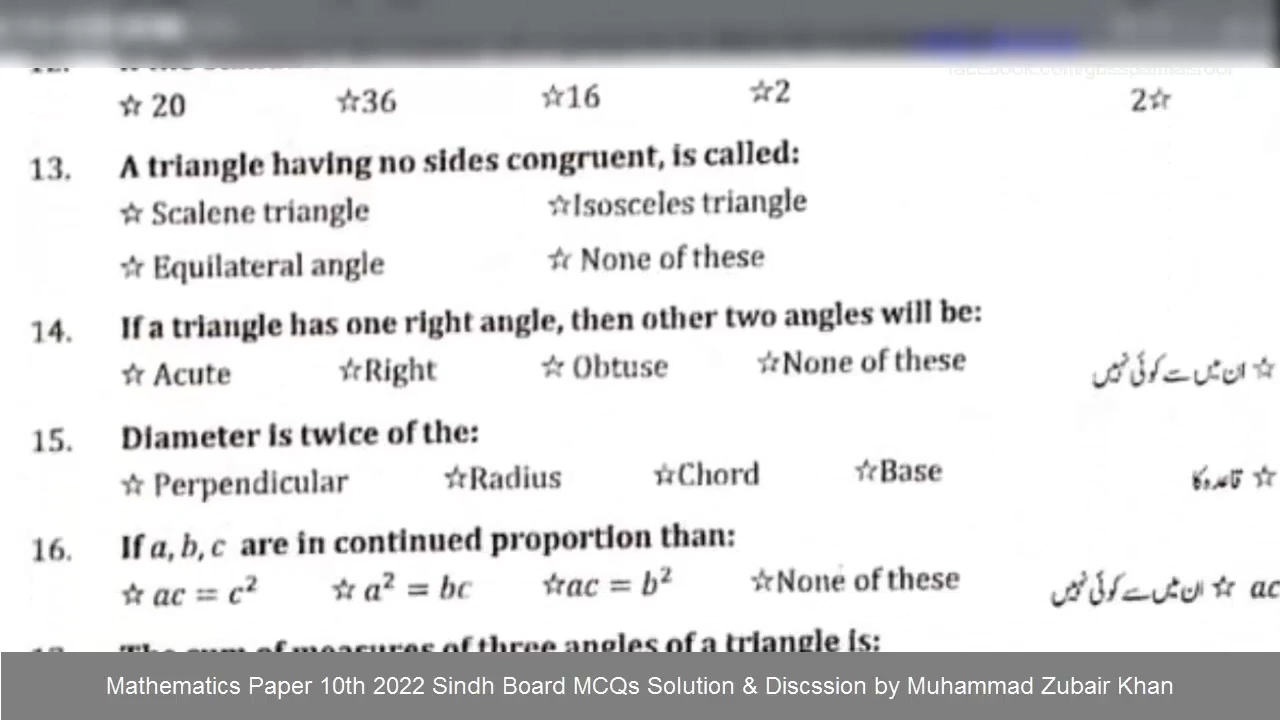 facebook.com/gbsspalmaisroor
12.
☆ 20 ☆36 ☆16 ☆2 2☆
13. A triangle having no sides congruent, is called:
☆ Scalene triangle ☆Isosceles triangle
☆ Equilateral angle ☆ None of these
14. If a triangle has one right angle, then other two angles will be:
☆ Acute ☆Right ☆ Obtuse ☆None of these ☆ ان میں سے کوئی نہیں
15. Diameter is twice of the:
☆ Perpendicular ☆Radius ☆Chord ☆Base ☆ قاعدہ کا
16. If a, b, c are in continued proportion than:
☆ ac = c² ☆ a² = bc ☆ac = b² ☆None of these ☆ ان میں سے کوئی نہیں ac
The sum of measures of three angles of a triangle is:
Mathematics Paper 10th 2022 Sindh Board MCQs Solution & Discssion by Muhammad Zubair Khan